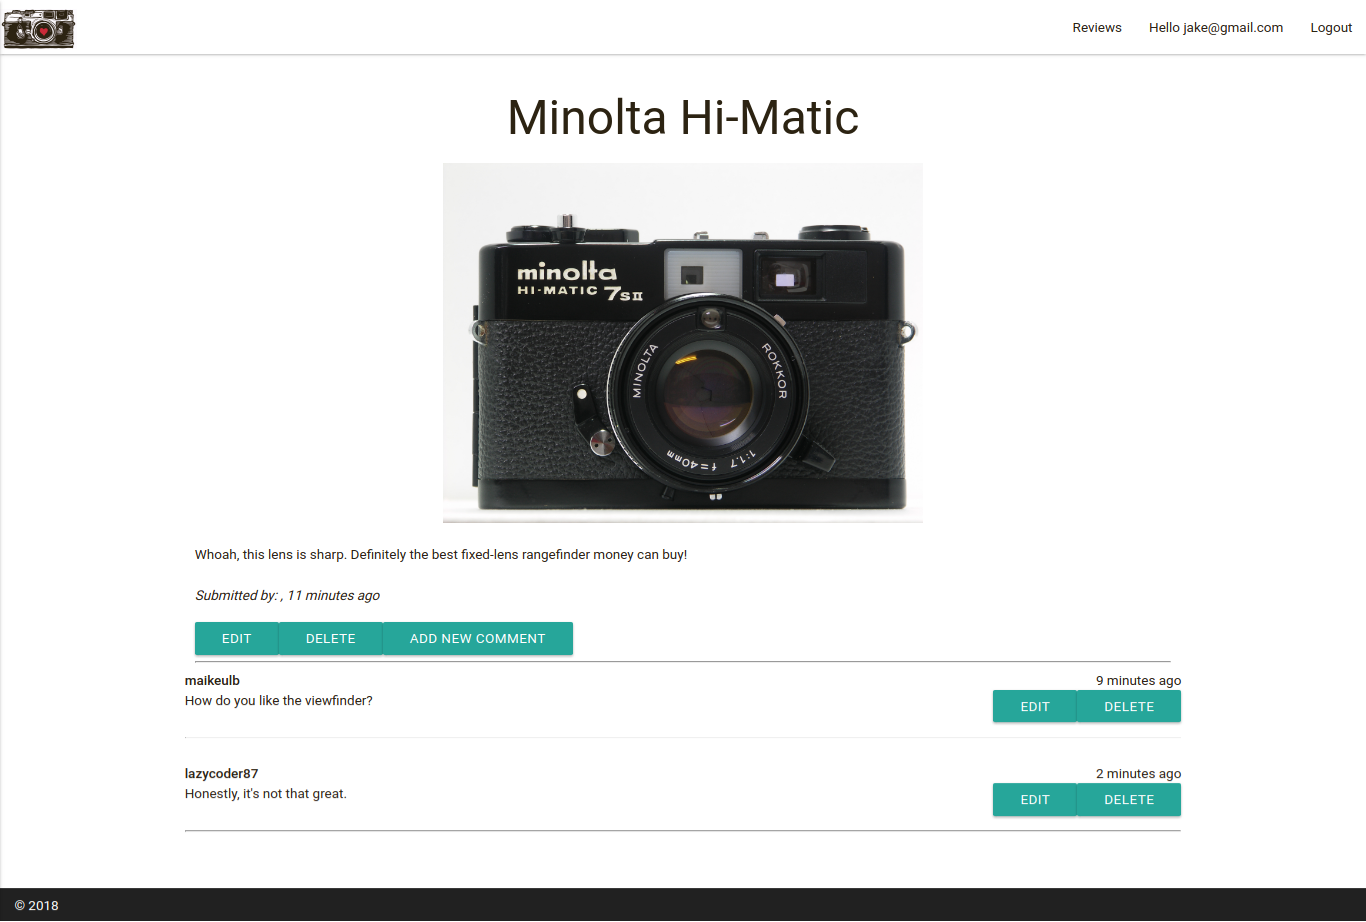 Reviews Hello jake@gmail.com Logout
Minolta Hi-Matic
minolta
HI-MATIC 7sII
MINOLTA ROKKOR
1:1.7 f=40mm
Whoah, this lens is sharp. Definitely the best fixed-lens rangefinder money can buy!
Submitted by: , 11 minutes ago
EDIT DELETE ADD NEW COMMENT
maikeulb 9 minutes ago
How do you like the viewfinder?
EDIT DELETE
lazycoder87 2 minutes ago
Honestly, it's not that great.
EDIT DELETE
© 2018